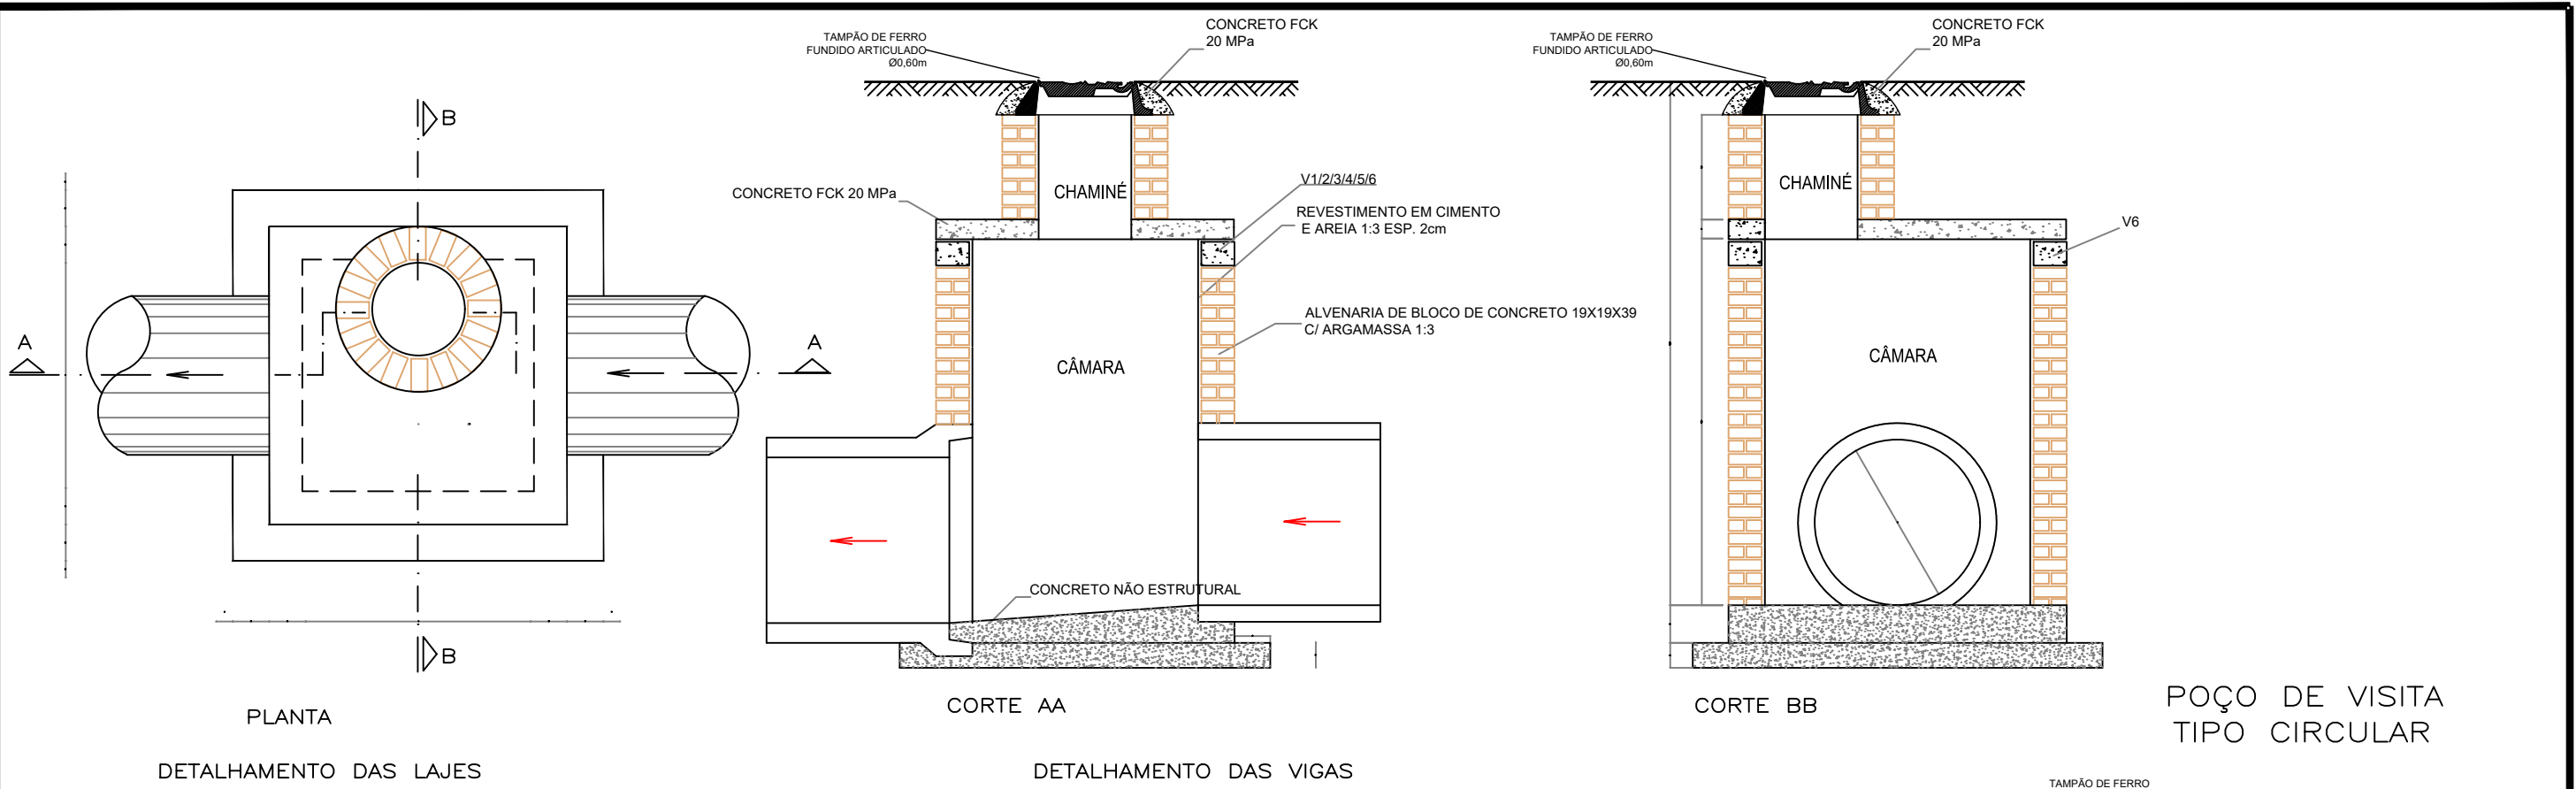 TAMPÃO DE FERRO
FUNDIDO ARTICULADO
Ø0,60m
CONCRETO FCK
20 MPa
TAMPÃO DE FERRO
FUNDIDO ARTICULADO
Ø0,60m
CONCRETO FCK
20 MPa
B
CONCRETO FCK 20 MPa
CHAMINÉ
V1/2/3/4/5/6
REVESTIMENTO EM CIMENTO
E AREIA 1:3 ESP. 2cm
CHAMINÉ
V6
A
A
ALVENARIA DE BLOCO DE CONCRETO 19X19X39
C/ ARGAMASSA 1:3
CÂMARA
CÂMARA
CONCRETO NÃO ESTRUTURAL
B
PLANTA
CORTE AA
CORTE BB
POÇO DE VISITA
TIPO CIRCULAR
DETALHAMENTO DAS LAJES
DETALHAMENTO DAS VIGAS
TAMPÃO DE FERRO